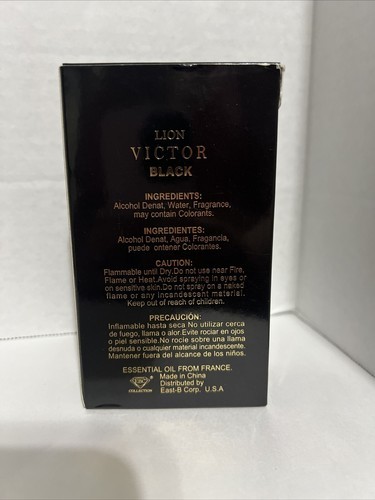 LION
VICTOR
BLACK
INGREDIENTS:
Alcohol Denat, Water, Fragrance,
may contain Colorants.
INGREDIENTES:
Alcohol Denat, Agua, Fragancia,
puede ontener Colorantes.
CAUTION:
Flammable until Dry.Do not use near Fire,
Flame or Heat.Avoid spraying in eyes or
on sensitive skin.Do not spray on a naked
flame or any incandescent material.
Keep out of reach of children.
PRECAUCIÓN:
Inflamable hasta seca No utilizar cerca
de fuego, llama o alor.Evite rociar en ojos
o piel sensible.No rocie sobre una llama
desnuda o cualquier material incandescente.
Mantener fuera del alcance de los niños.
ESSENTIAL OIL FROM FRANCE.
Made in China
Distributed by
East-B Corp. U.S.A
COLLECTION